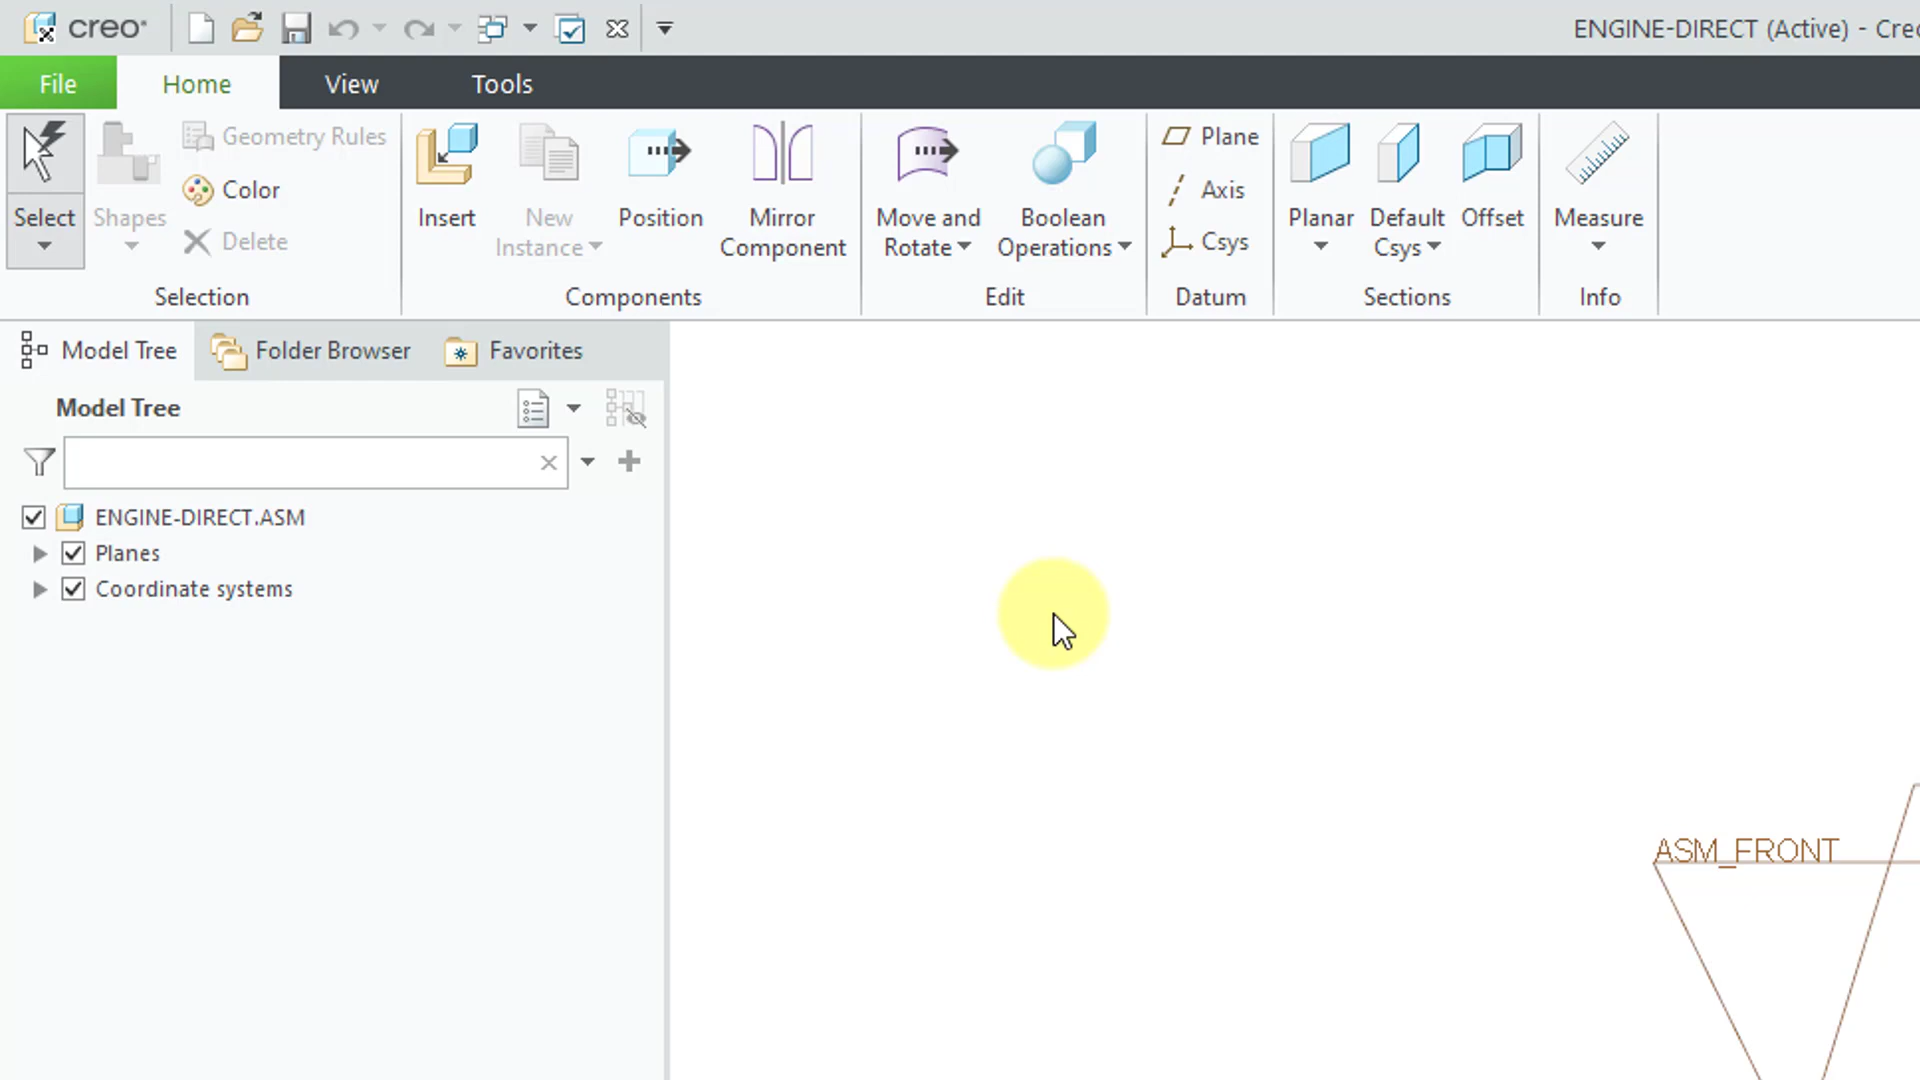 creo
ENGINE-DIRECT (Active) - Creo
File
Home
View
Tools
Select
Shapes
Geometry Rules
Color
Delete
Selection
Insert
New
Instance
Position
Mirror
Component
Components
Move and
Rotate
Boolean
Operations
Edit
Plane
Axis
Csys
Datum
Planar
Default
Csys
Offset
Sections
Measure
Info
Model Tree
Folder Browser
Favorites
Model Tree
ENGINE-DIRECT.ASM
Planes
Coordinate systems
ASM_FRONT